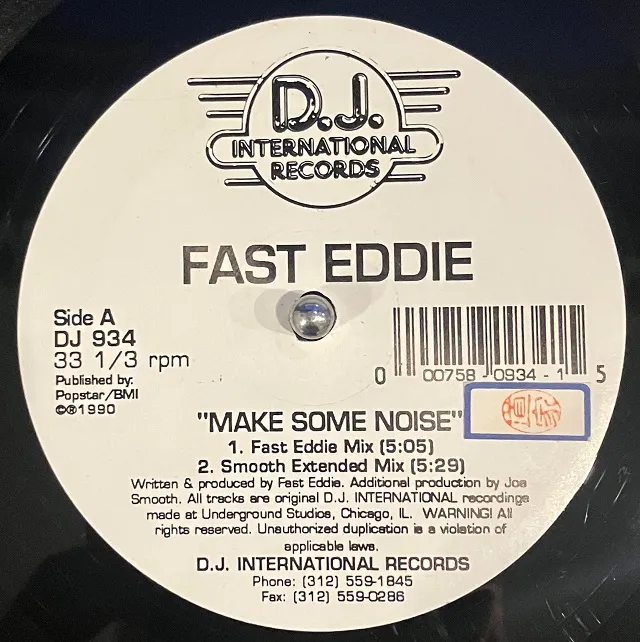 D.J.
INTERNATIONAL
RECORDS
FAST EDDIE
Side A
DJ 934
33 1/3 rpm
Published by:
Popstar/BMI
©®1990
0 00758 0934 - 1 5
"MAKE SOME NOISE"
1. Fast Eddie Mix (5:05)
2. Smooth Extended Mix (5:29)
Written & produced by Fast Eddie. Additional production by Joe
Smooth. All tracks are original D.J. INTERNATIONAL recordings
made at Underground Studios, Chicago, IL. WARNING! All
rights reserved. Unauthorized duplication is a violation of
applicable laws.
D.J. INTERNATIONAL RECORDS
Phone: (312) 559-1845
Fax: (312) 559-0286